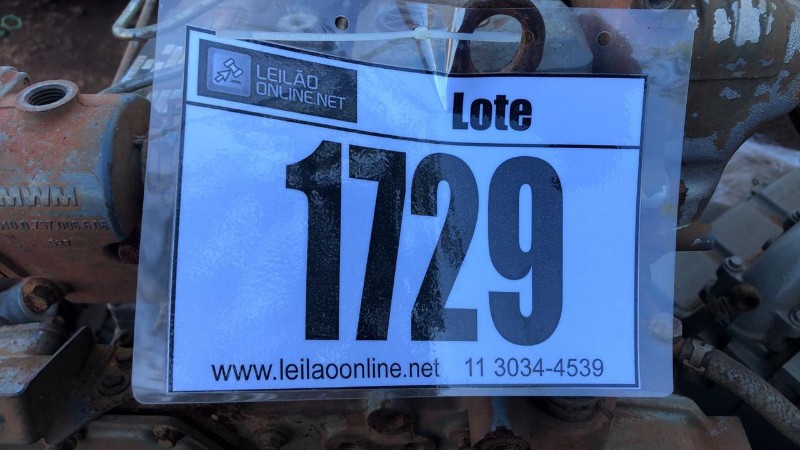 LEILÃO
ONLINE.NET
Lote
1729
www.leilaoonline.net 11 3034-4539
MWM